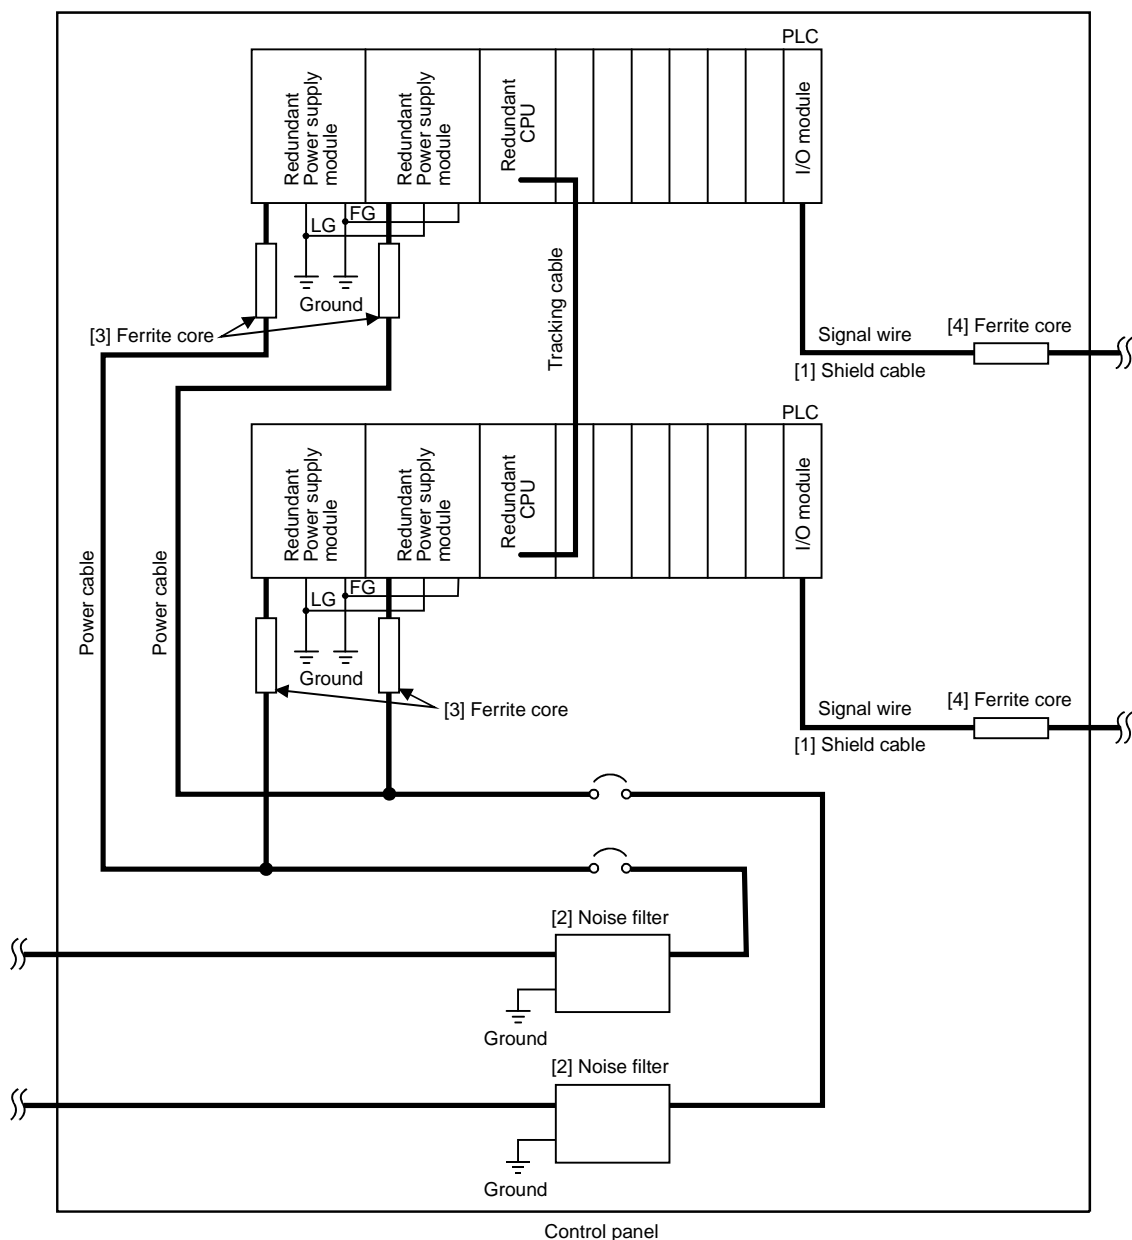 PLC
Redundant
Power supply
module
Redundant
Power supply
module
Redundant
CPU
I/O module
LG
FG
Ground
[3] Ferrite core
Tracking cable
Signal wire
[4] Ferrite core
[1] Shield cable
PLC
Redundant
Power supply
module
Redundant
Power supply
module
Redundant
CPU
I/O module
Power cable
Power cable
LG
FG
Ground
[3] Ferrite core
Signal wire
[4] Ferrite core
[1] Shield cable
[2] Noise filter
Ground
[2] Noise filter
Ground
Control panel